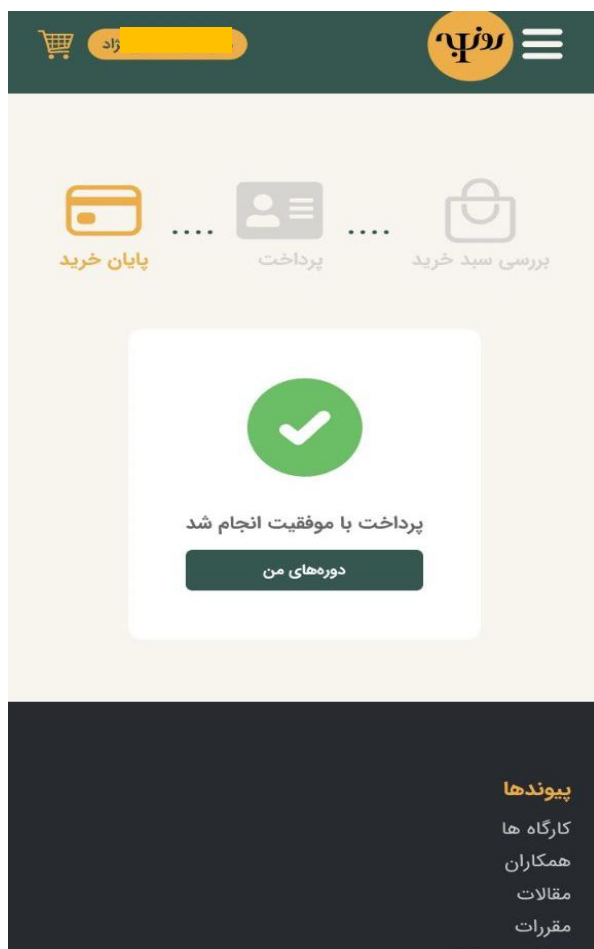 ژاد
بررسی سبد خرید
پرداخت
پایان خرید
پرداخت با موفقیت انجام شد
دوره‌های من
پیوندها
کارگاه ها
همکاران
مقالات
مقررات